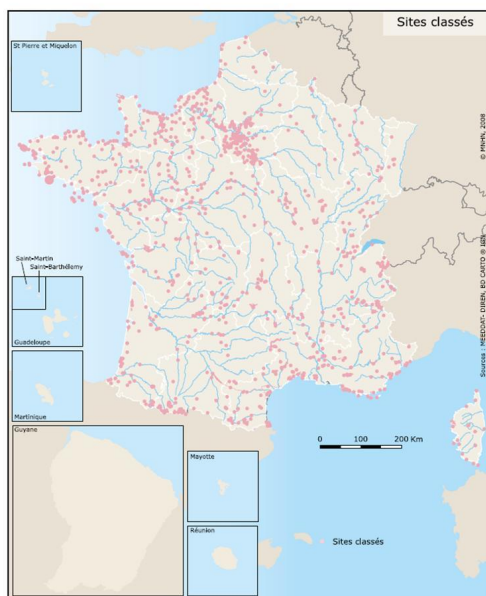 Sites classés
St Pierre et Miquelon
© MNHN, 2008
Saint-Martin
Saint-Barthélemy
Guadeloupe
Sources : MEEDDAT- DIREN, BD CARTO ® IGN
Martinique
0 100 200 Km
Guyane
Mayotte
Réunion
Sites classés